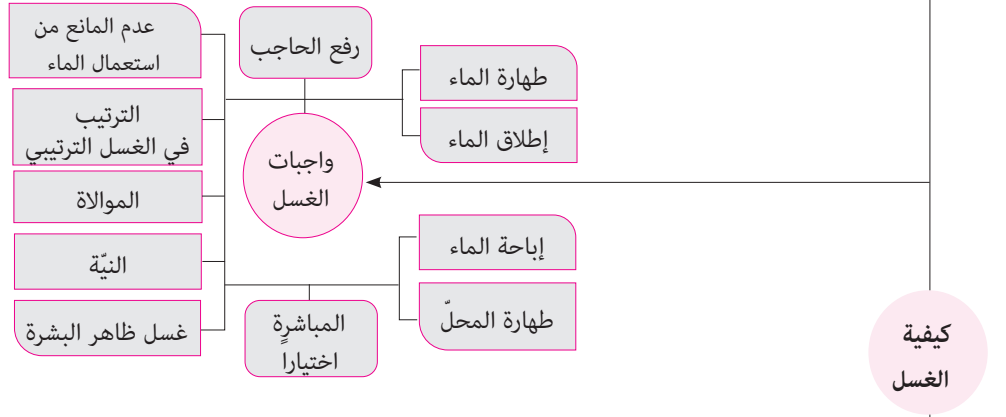 كيفية
الغسل
واجبات
الغسل
رفع الحاجب
طهارة الماء
إطلاق الماء
إباحة الماء
طهارة المحلّ
المباشرةٍ
اختيارا
عدم المانع من
استعمال الماء
الترتيب
في الغسل الترتيبي
الموالاة
النيّة
غسل ظاهر البشرة